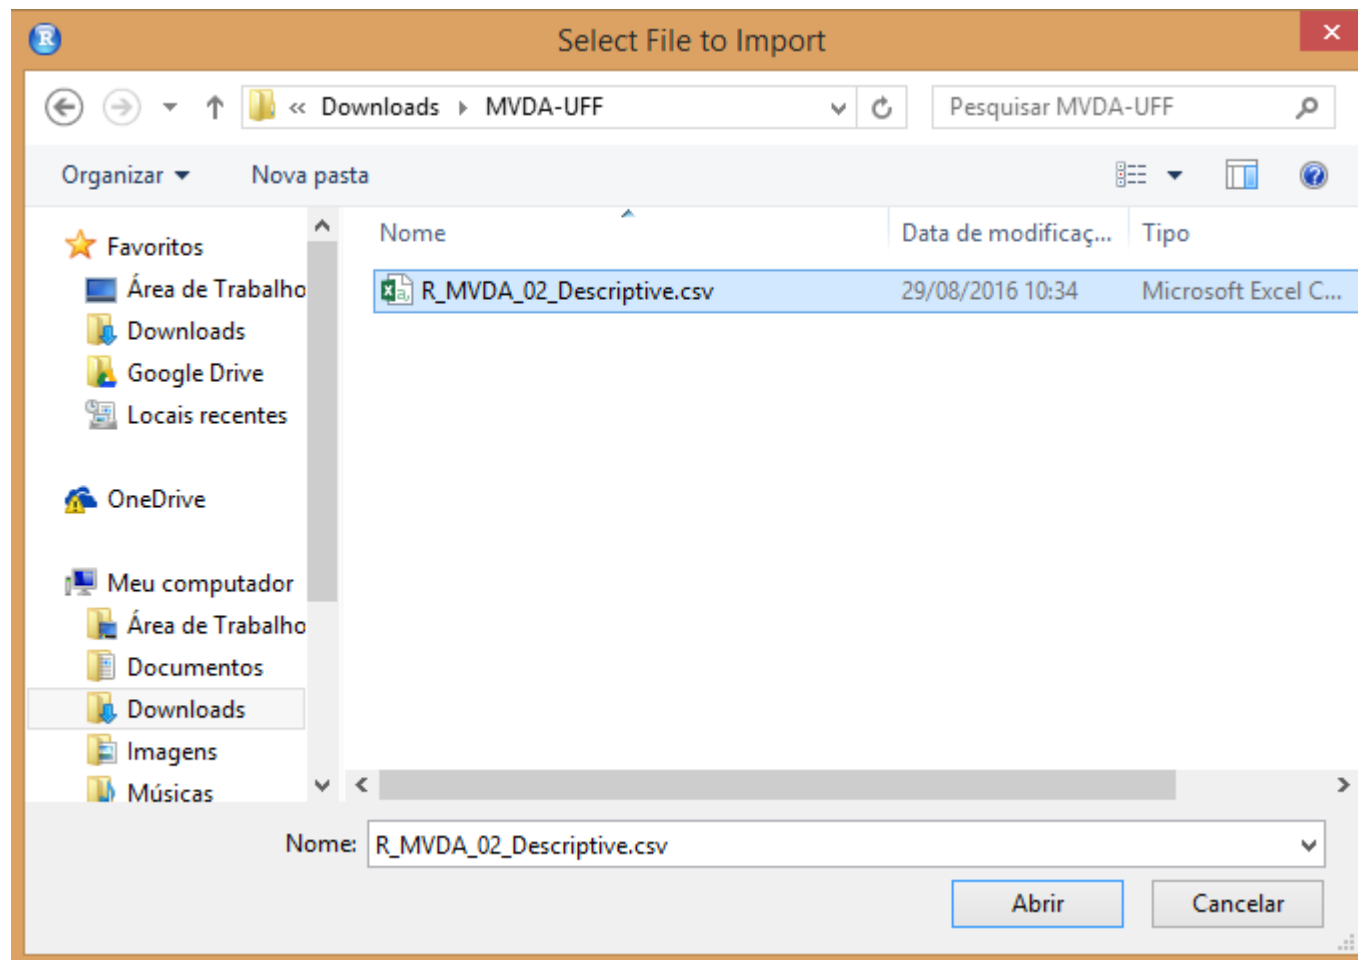 R
Select File to Import
« Downloads MVDA-UFF
Pesquisar MVDA-UFF
Organizar
Nova pasta
Nome
Data de modificaç...
Tipo
R_MVDA_02_Descriptive.csv
29/08/2016 10:34
Microsoft Excel C...
Favoritos
Área de Trabalho
Downloads
Google Drive
Locais recentes
OneDrive
Meu computador
Área de Trabalho
Documentos
Downloads
Imagens
Músicas
Nome: R_MVDA_02_Descriptive.csv
Abrir
Cancelar